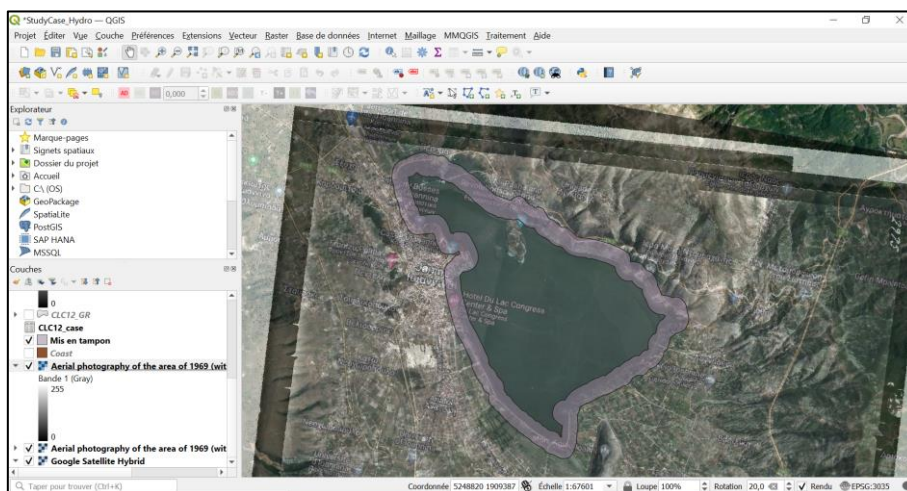 *StudyCase_Hydro — QGIS
Projet Éditer Vue Couche Préférences Extensions Vecteur Raster Base de données Internet Maillage MMQGIS Traitement Aide
0,000
Explorateur
Marque-pages
Signets spatiaux
Dossier du projet
Accueil
C:\ (OS)
GeoPackage
SpatiaLite
PostGIS
SAP HANA
MSSQL
Couches
0
CLC12_GR
CLC12_case
Mis en tampon
Coast
Aerial photography of the area of 1969 (wit
Bande 1 (Gray)
255
0
Aerial photography of the area of 1969 (wit
Google Satellite Hybrid
Hotel Du Lac Congress
Center & Spa
Taper pour trouver (Ctrl+K)
Coordonnée 5248820 1909387 Échelle 1:67601 Loupe 100% Rotation 20,0 Rendu EPSG:3035